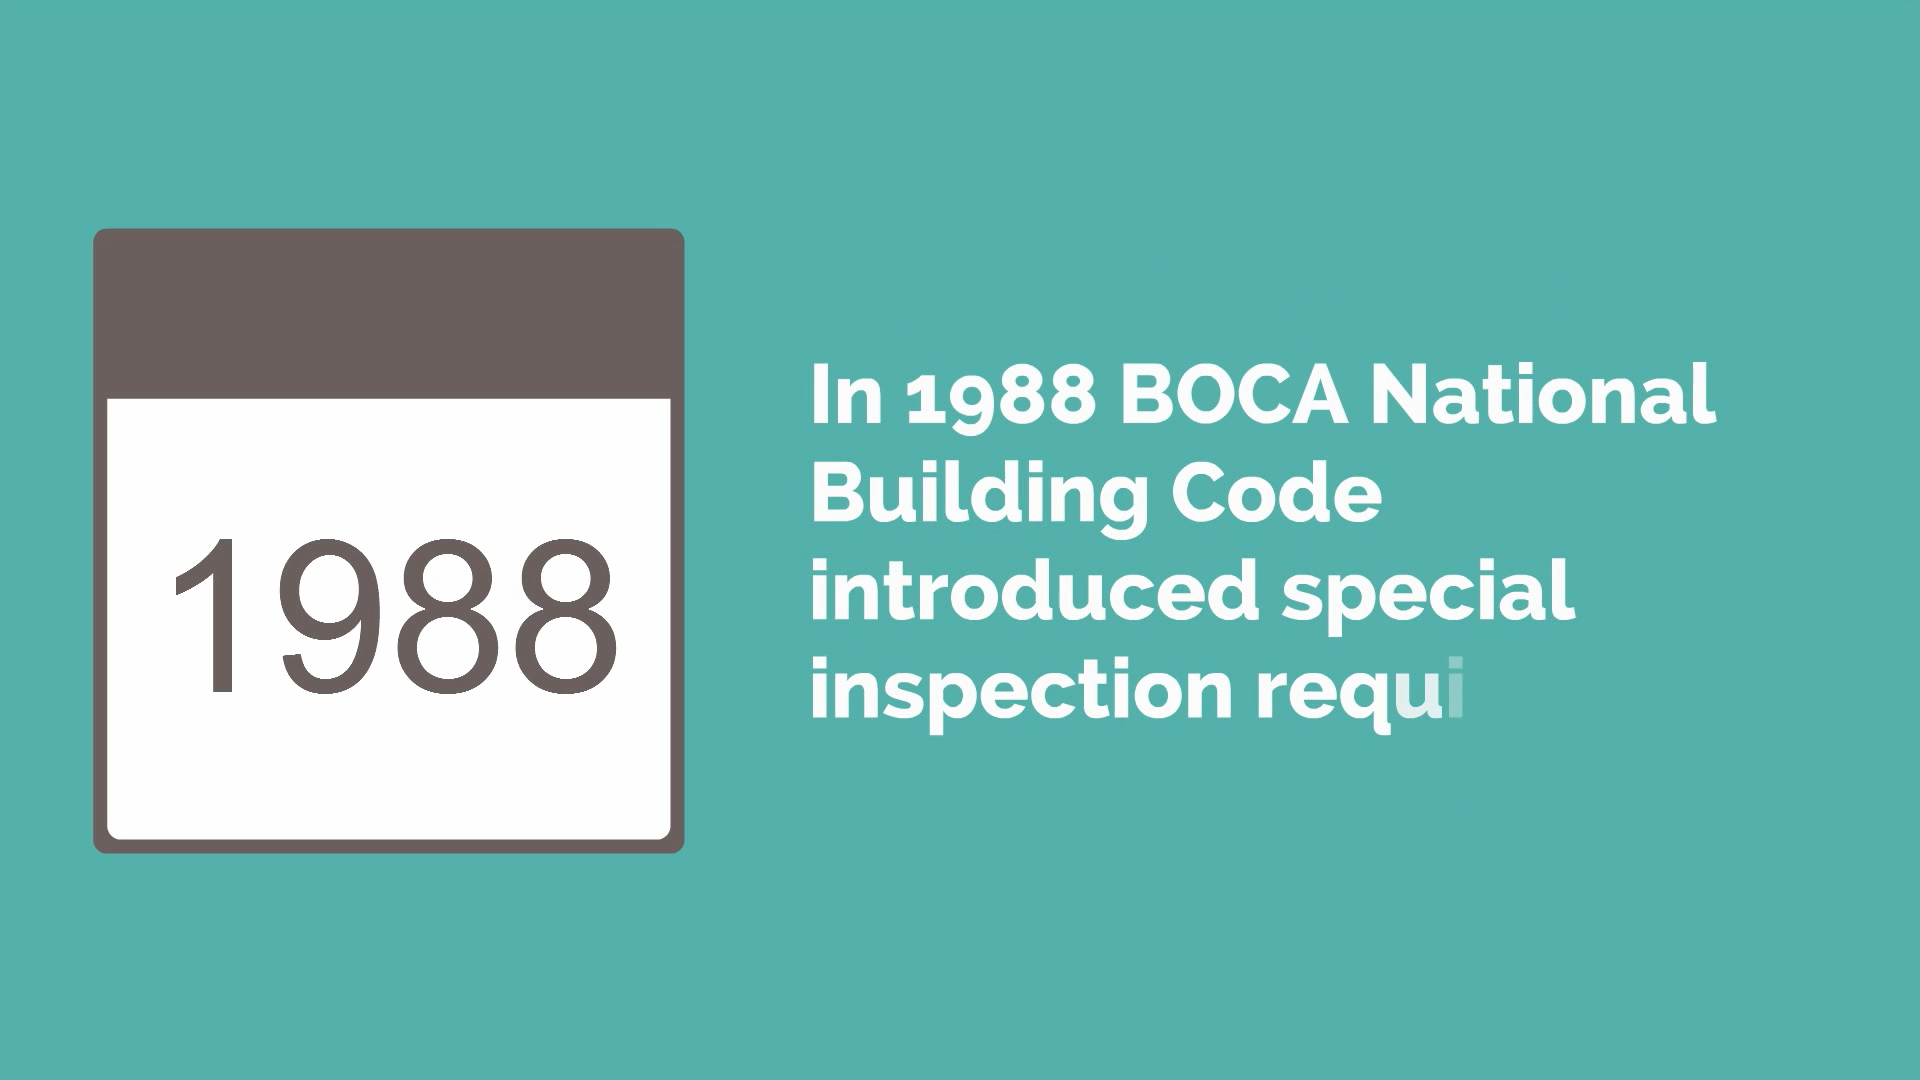 1988
In 1988 BOCA National
Building Code
introduced special
inspection requi